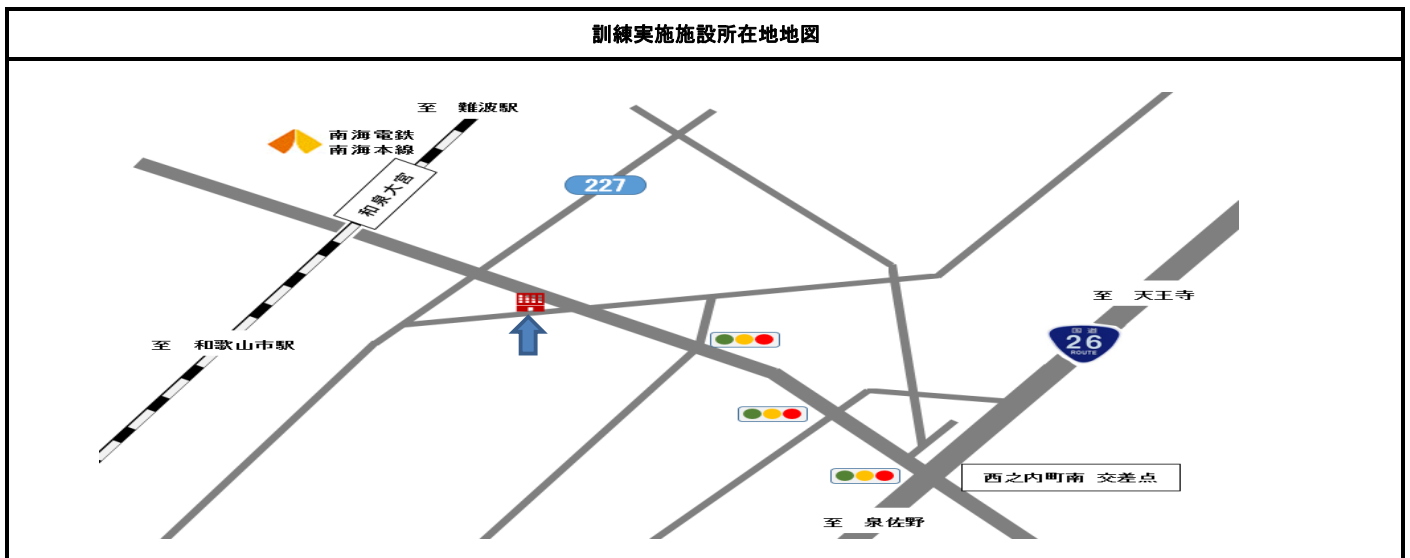 訓練実施施設所在地地図
至 難波駅
南海電鉄
南海本線
和泉大宮
227
至 天王寺
国道
26
ROUTE
至 和歌山市駅
西之内町南 交差点
至 泉佐野